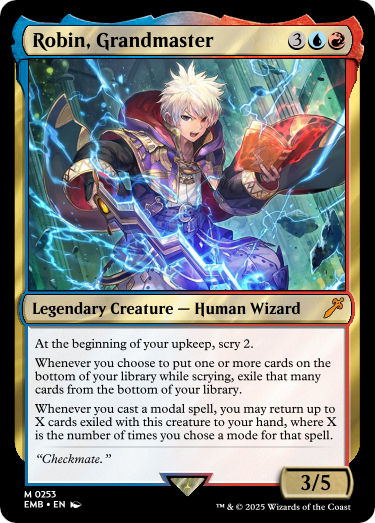 Robin, Grandmaster 3
Legendary Creature — Human Wizard
At the beginning of your upkeep, scry 2.
Whenever you choose to put one or more cards on the
bottom of your library while scrying, exile that many
cards from the bottom of your library.
Whenever you cast a modal spell, you may return up to
X cards exiled with this creature to your hand, where X
is the number of times you chose a mode for that spell.
“Checkmate.”
3/5
M 0253
EMB • EN
™ & © 2025 Wizards of the Coast